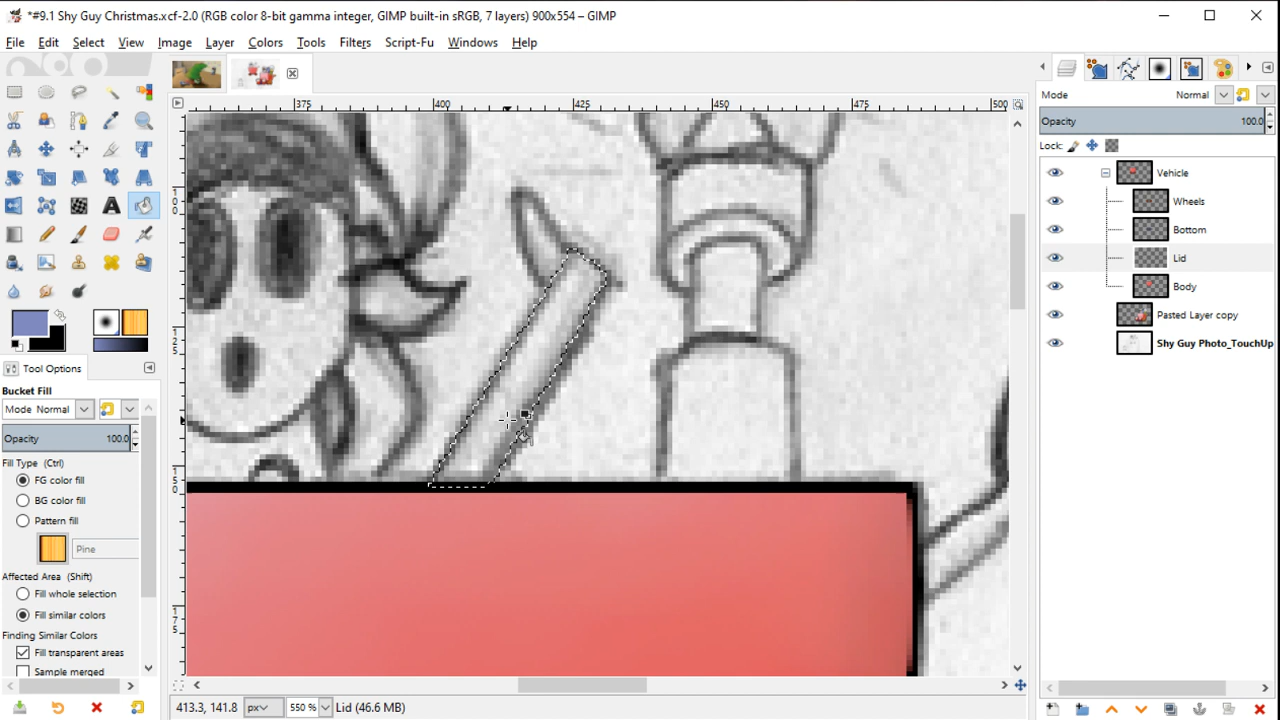 *#9.1 Shy Guy Christmas.xcf-2.0 (RGB color 8-bit gamma integer, GIMP built-in sRGB, 7 layers) 900x554 – GIMP
File Edit Select View Image Layer Colors Tools Filters Script-Fu Windows Help
375 400 425 450 475 500
100
125
150
175
Tool Options
Bucket Fill
Mode Normal
Opacity 100.0
Fill Type (Ctrl)
FG color fill
BG color fill
Pattern fill
Pine
Affected Area (Shift)
Fill whole selection
Fill similar colors
Finding Similar Colors
Fill transparent areas
Sample merged
413.3, 141.8 px 550 % Lid (46.6 MB)
Mode Normal
Opacity 100.0
Lock:
Vehicle
Wheels
Bottom
Lid
Body
Pasted Layer copy
Shy Guy Photo_TouchUp